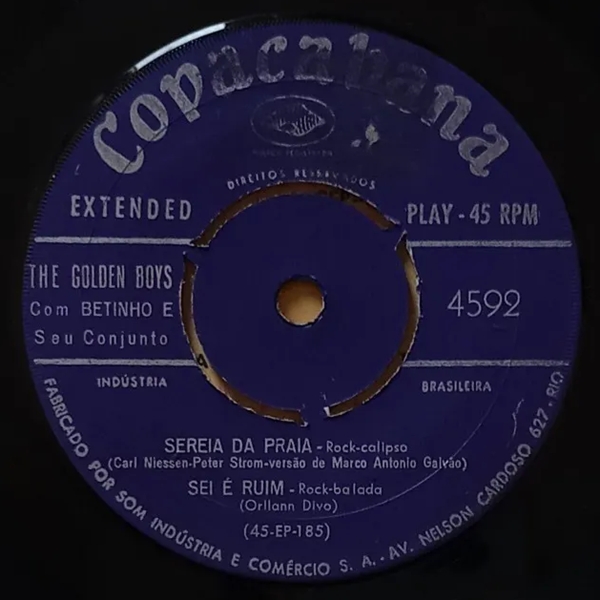 Copacabana
DIREITOS RESERVADOS
EXTENDED PLAY - 45 RPM
THE GOLDEN BOYS
Com BETINHO E
Seu Conjunto
4592
INDÚSTRIA BRASILEIRA
SEREIA DA PRAIA - Rock-calipso
(Carl Niessen-Peter Strom-versão de Marco Antonio Galvão)
SEI É RUIM - Rock-balada
(Orllann Divo)
(45-EP-185)
FABRICADO POR SOM INDÚSTRIA E COMÉRCIO S. A. - AV. NELSON CARDOSO 627 - RIO